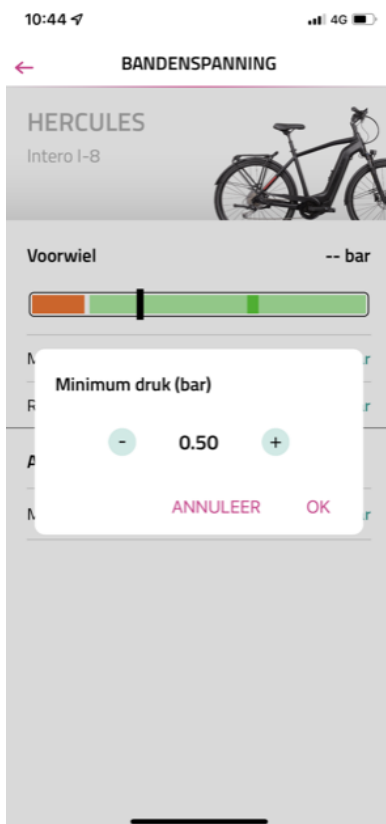 10:44
4G
BANDENSPANNING
HERCULES
Intero I-8
Voorwiel
-- bar
Minimum druk (bar)
- 0.50 +
ANNULEER OK